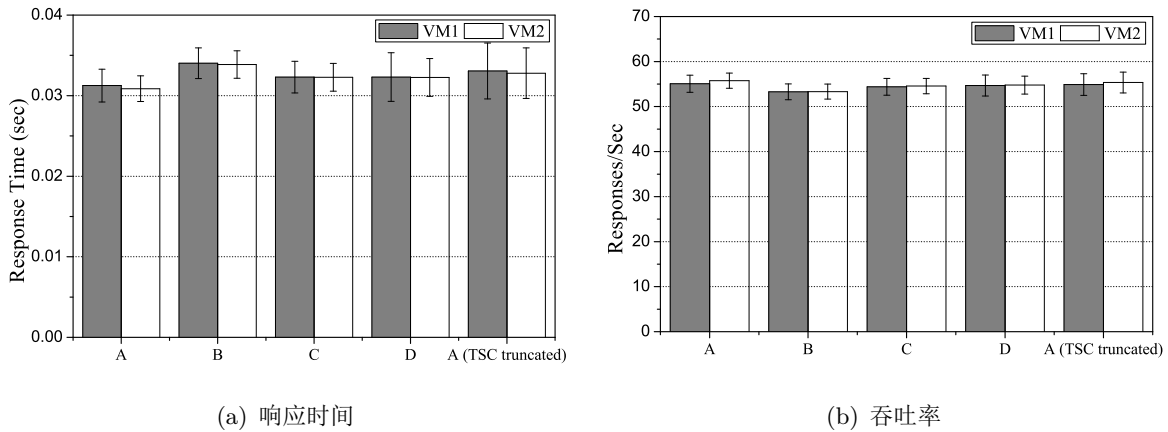 0.04
0.03
0.02
0.01
0.00
Response Time (sec)
VM1 VM2
A B C D A (TSC truncated)
(a) 响应时间
70
60
50
40
30
20
10
0
Responses/Sec
VM1 VM2
A B C D A (TSC truncated)
(b) 吞吐率